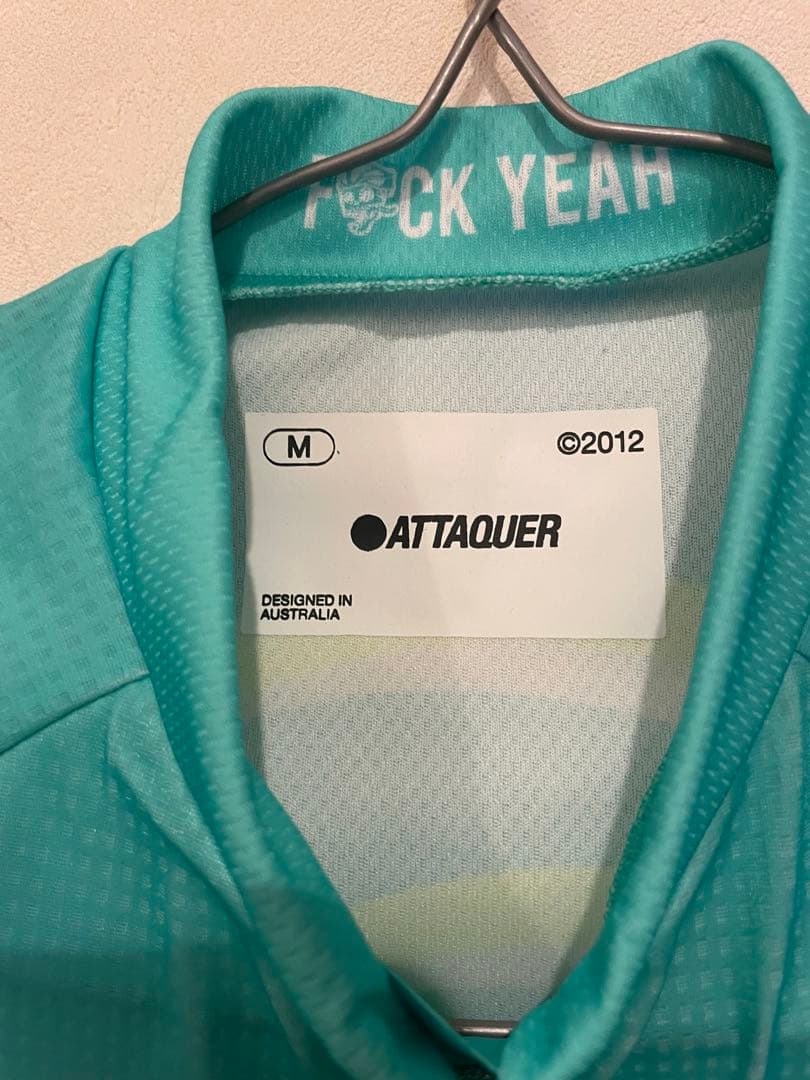 F CK YEAH
M
©2012
ATTAQUER
DESIGNED IN
AUSTRALIA